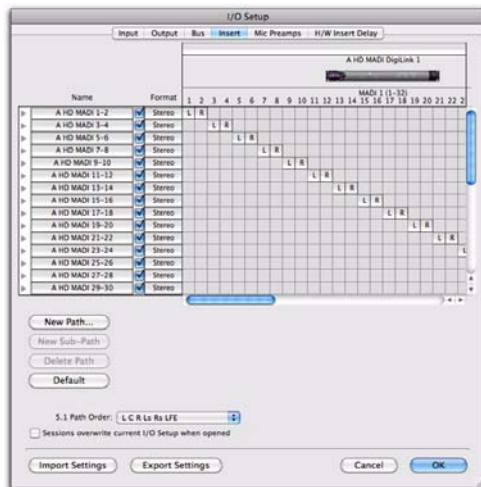 I/O Setup
Input Output Bus Insert Mic Preamps H/W Insert Delay
A HD MADI DigiLink 1
MADI 1 (1-32)
Name Format 1 2 3 4 5 6 7 8 9 10 11 12 13 14 15 16 17 18 19 20 21 22 2
A HD MADI 1-2 Stereo L R
A HD MADI 3-4 Stereo L R
A HD MADI 5-6 Stereo L R
A HD MADI 7-8 Stereo L R
A HD MADI 9-10 Stereo L R
A HD MADI 11-12 Stereo L R
A HD MADI 13-14 Stereo L R
A HD MADI 15-16 Stereo L R
A HD MADI 17-18 Stereo L R
A HD MADI 19-20 Stereo L R
A HD MADI 21-22 Stereo L R
A HD MADI 23-24 Stereo L
A HD MADI 25-26 Stereo
A HD MADI 27-28 Stereo
A HD MADI 29-30 Stereo
New Path...
New Sub-Path
Delete Path
Default
5.1 Path Order: L C R Ls Rs LFE
Sessions overwrite current I/O Setup when opened
Import Settings Export Settings Cancel OK